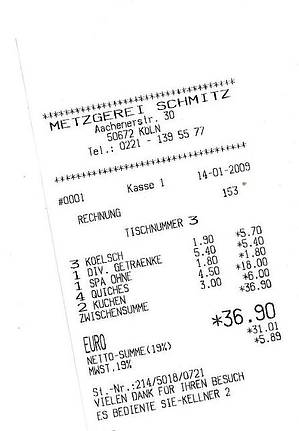 ************************************
METZGEREI SCHMITZ
Aachenerstr. 30
50672 KÖLN
Tel.: 0221 - 139 55 77
************************************
#0001 Kasse 1 14-01-2009
153
RECHNUNG
TISCHNUMMER 3
3 KOELSCH 1.90 *5.70
1 DIV. GETRAENKE 5.40 *5.40
1 SPA OHNE 1.80 *1.80
4 QUICHES 4.50 *18.00
2 KUCHEN 3.00 *6.00
ZWISCHENSUMME *36.90
EURO *36.90
NETTO-SUMME(19%) *31.01
MWST.19% *5.89
St.-Nr.:214/5018/0721
VIELEN DANK FÜR IHREN BESUCH
ES BEDIENTE SIE-KELLNER 2